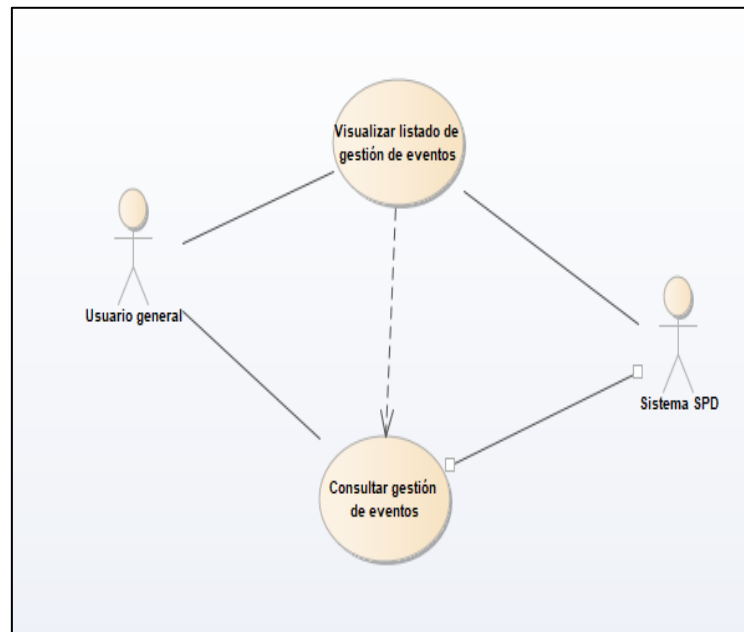 Visualizar listado de
gestión de eventos
Usuario general
Sistema SPD
Consultar gestión
de eventos